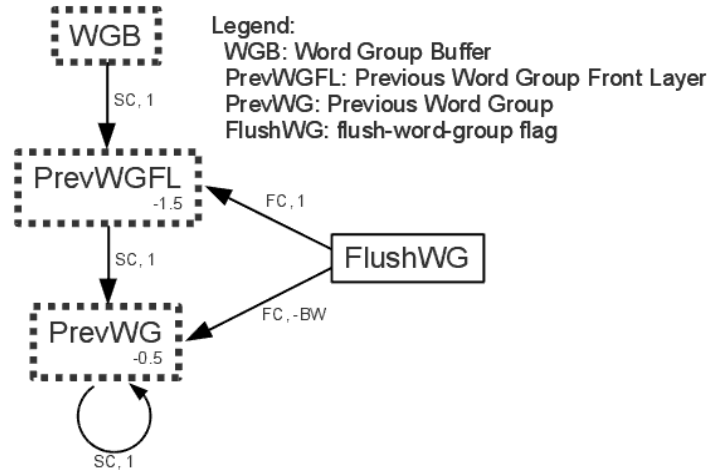 WGB
Legend:
WGB: Word Group Buffer
PrevWGFL: Previous Word Group Front Layer
PrevWG: Previous Word Group
FlushWG: flush-word-group flag
SC, 1
PrevWGFL
-1.5
FC, 1
SC, 1
FlushWG
FC, -BW
PrevWG
-0.5
SC, 1